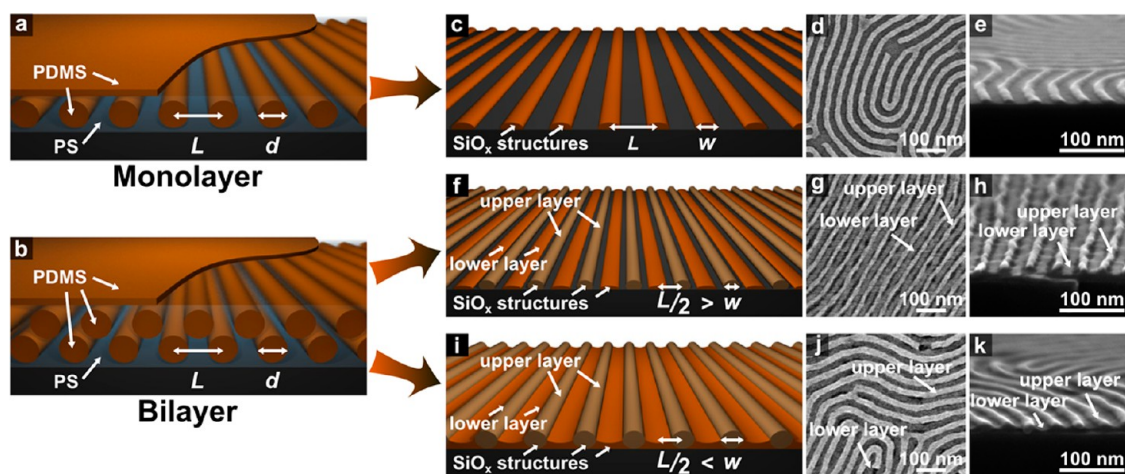 a
PDMS
PS
L
d
Monolayer
b
PDMS
PS
L
d
Bilayer
c
SiOx structures
L
w
d
100 nm
e
100 nm
f
upper layer
lower layer
SiOx structures
L/2 > w
g
upper layer
lower layer
100 nm
h
upper layer
lower layer
100 nm
i
upper layer
lower layer
SiOx structures
L/2 < w
j
upper layer
lower layer
100 nm
k
upper layer
lower layer
100 nm